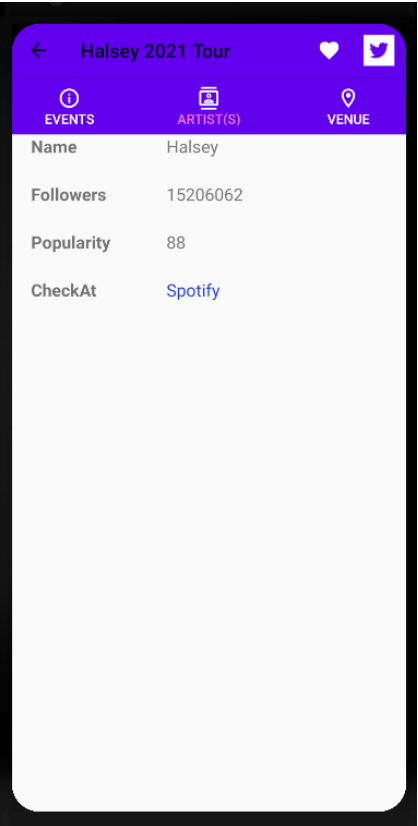 Halsey 2021 Tour
EVENTS ARTIST(S) VENUE
Name Halsey
Followers 15206062
Popularity 88
CheckAt Spotify